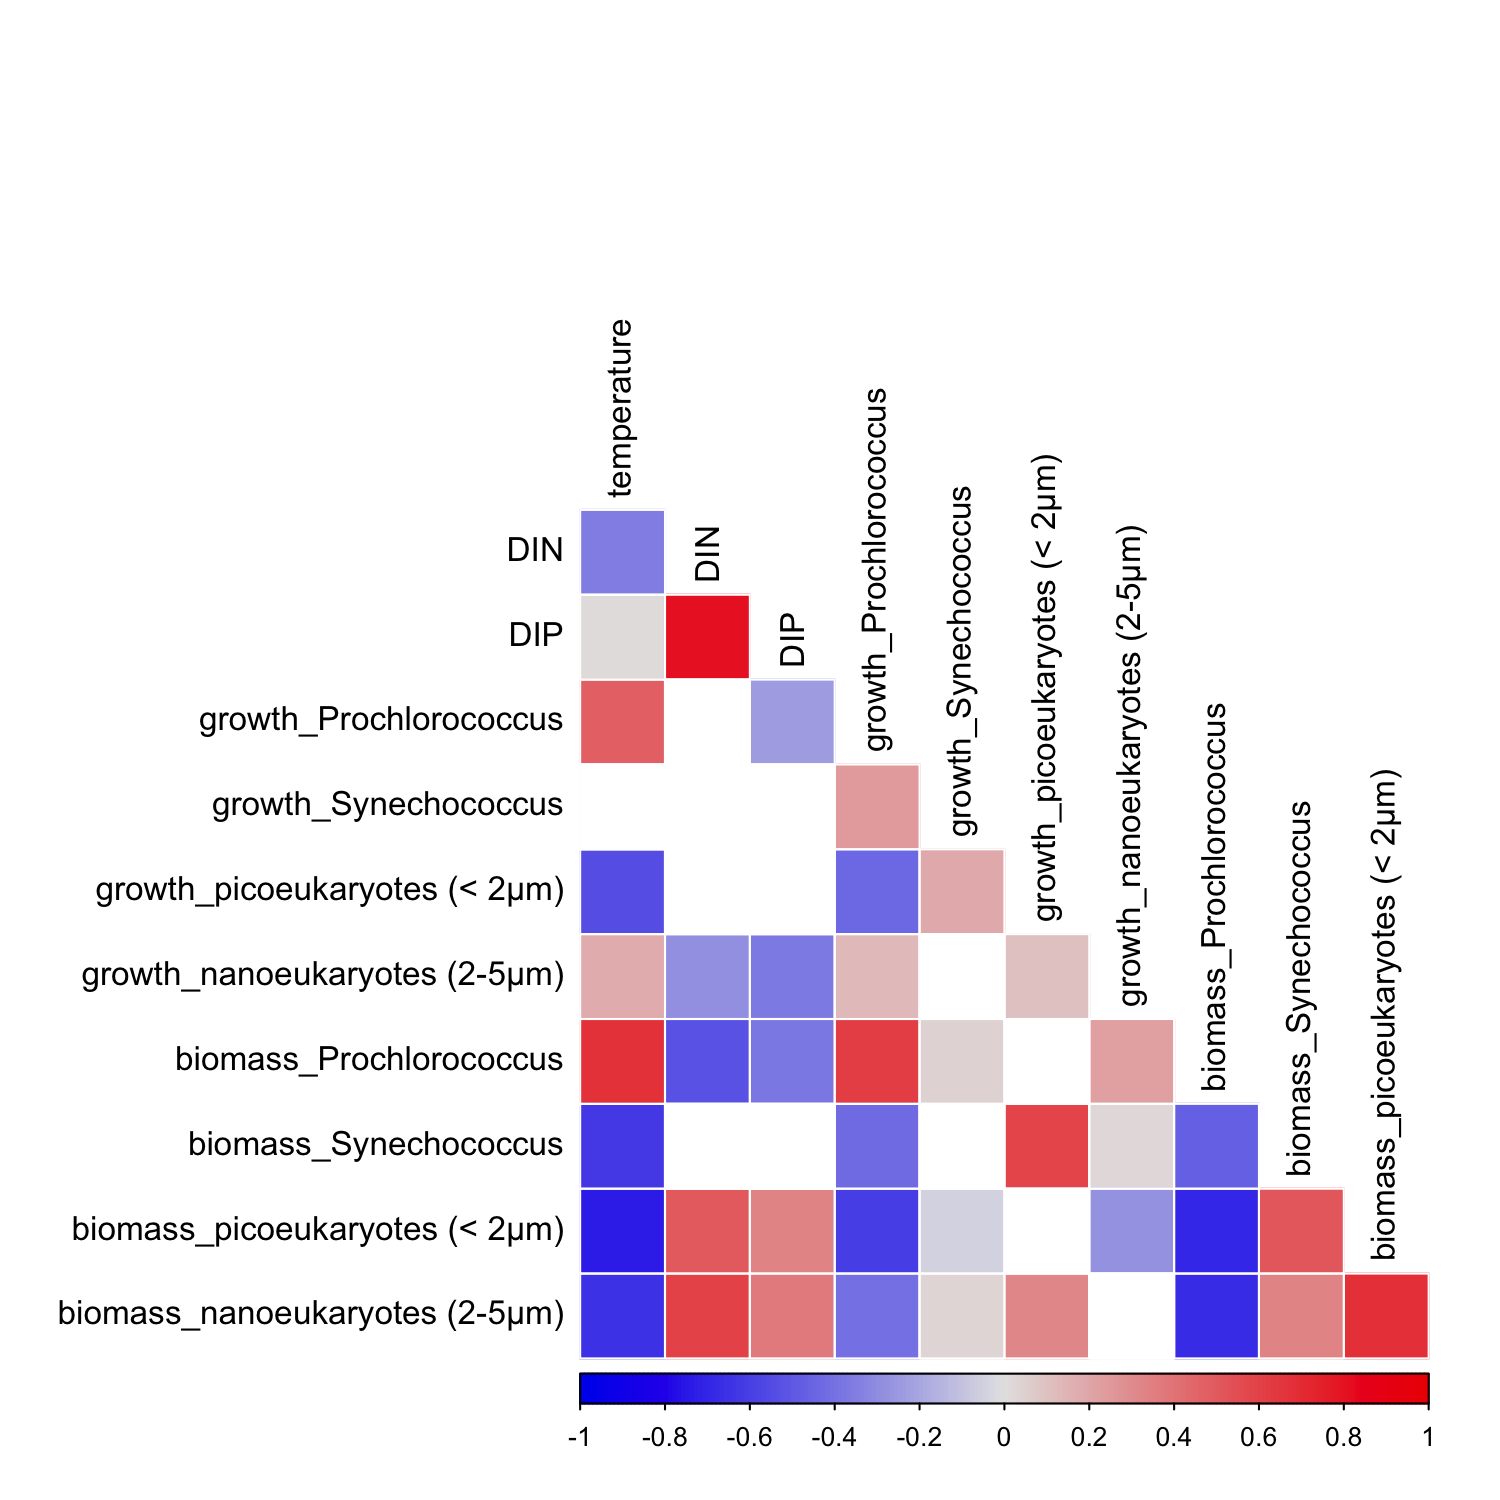 temperature
DIN
DIP
growth_Prochlorococcus
growth_Synechococcus
growth_picoeukaryotes (< 2µm)
growth_nanoeukaryotes (2-5µm)
biomass_Prochlorococcus
biomass_Synechococcus
biomass_picoeukaryotes (< 2µm)
DIN
DIP
growth_Prochlorococcus
growth_Synechococcus
growth_picoeukaryotes (< 2µm)
growth_nanoeukaryotes (2-5µm)
biomass_Prochlorococcus
biomass_Synechococcus
biomass_picoeukaryotes (< 2µm)
biomass_nanoeukaryotes (2-5µm)
-1 -0.8 -0.6 -0.4 -0.2 0 0.2 0.4 0.6 0.8 1